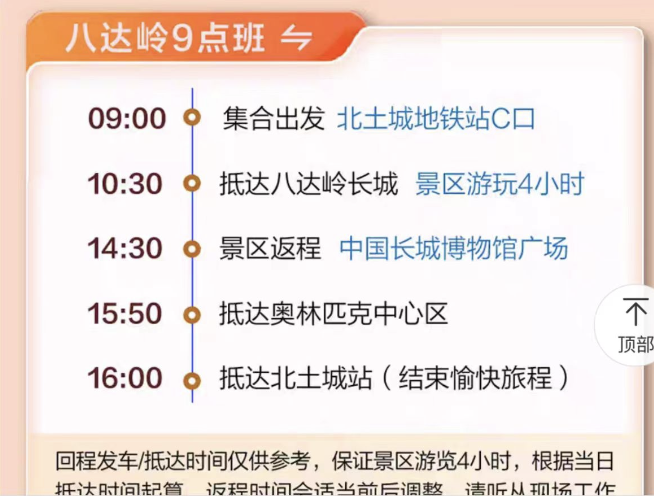 八达岭9点班
09:00 集合出发 北土城地铁站C口
10:30 抵达八达岭长城 景区游玩4小时
14:30 景区返程 中国长城博物馆广场
15:50 抵达奥林匹克中心区
顶部
16:00 抵达北土城站（结束愉快旅程）
回程发车/抵达时间仅供参考，保证景区游览4小时，根据当日
抵达时间起算，返程时间会适当前后调整，请听从现场工作